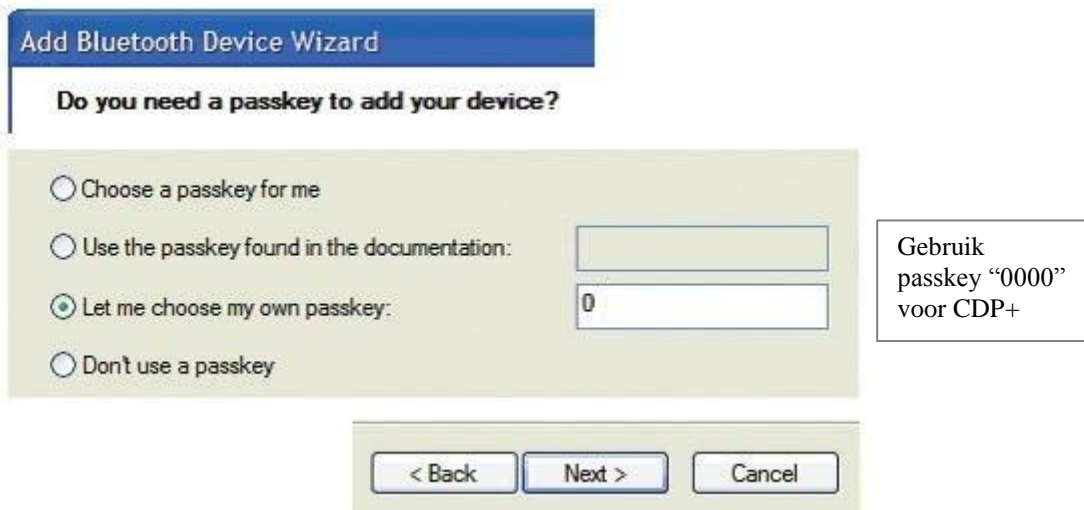 Add Bluetooth Device Wizard
Do you need a passkey to add your device?
Choose a passkey for me
Use the passkey found in the documentation:
Let me choose my own passkey:
0
Don't use a passkey
Gebruik
passkey “0000”
voor CDP+
< Back
Next >
Cancel